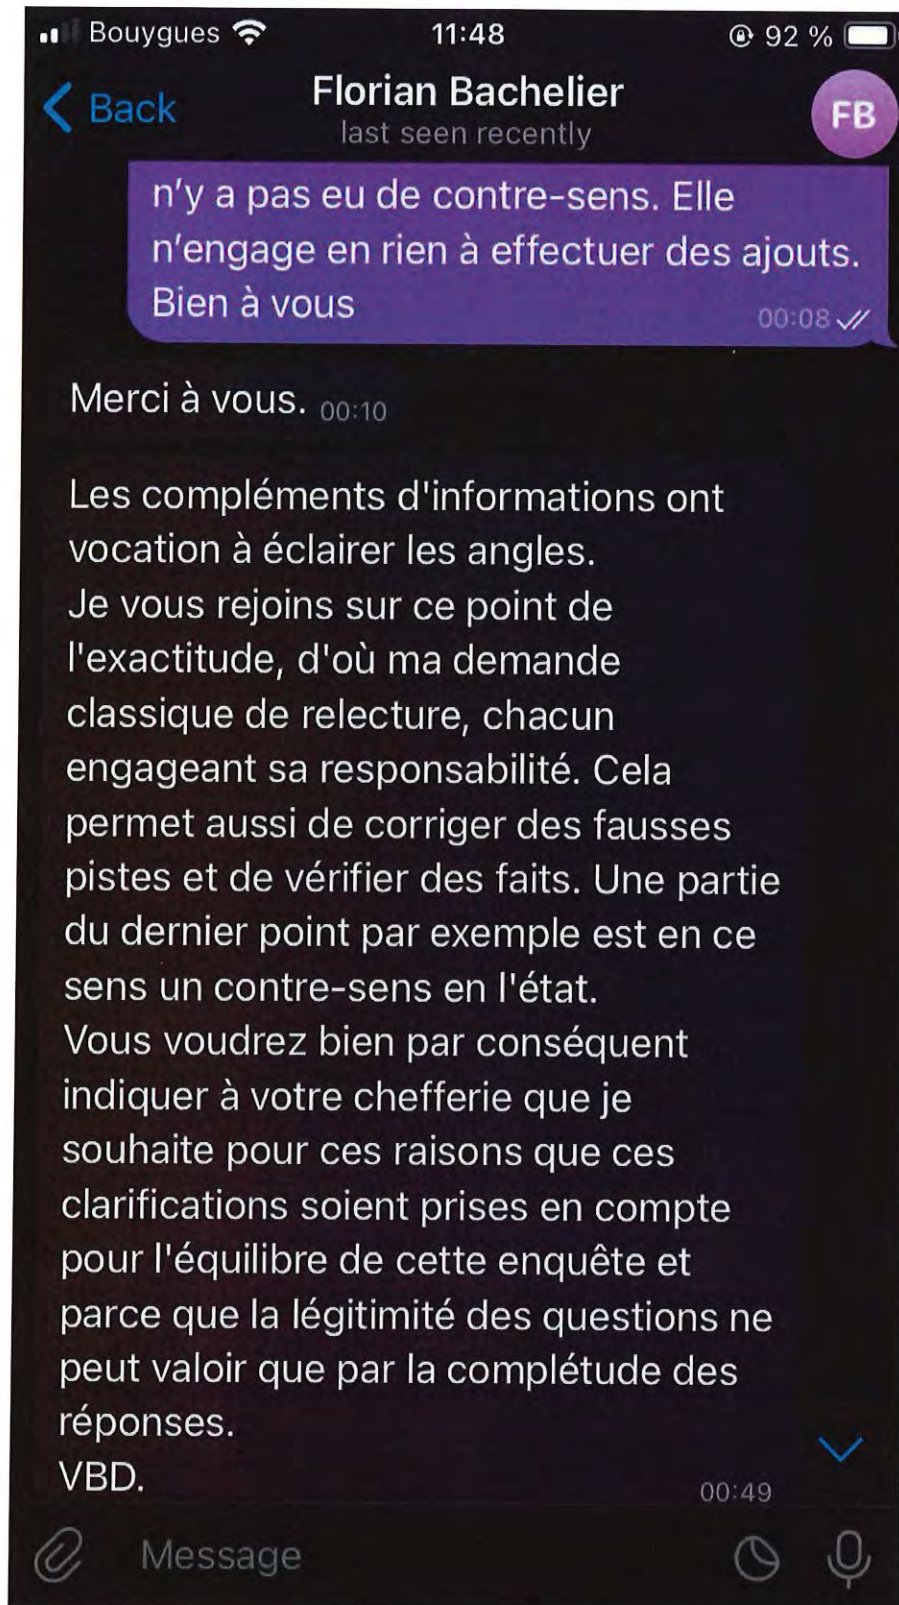 Bouygues 11:48 92 %
Back Florian Bachelier FB
last seen recently
n'y a pas eu de contre-sens. Elle
n'engage en rien à effectuer des ajouts.
Bien à vous 00:08
Merci à vous. 00:10
Les compléments d'informations ont
vocation à éclairer les angles.
Je vous rejoins sur ce point de
l'exactitude, d'où ma demande
classique de relecture, chacun
engageant sa responsabilité. Cela
permet aussi de corriger des fausses
pistes et de vérifier des faits. Une partie
du dernier point par exemple est en ce
sens un contre-sens en l'état.
Vous voudrez bien par conséquent
indiquer à votre chefferie que je
souhaite pour ces raisons que ces
clarifications soient prises en compte
pour l'équilibre de cette enquête et
parce que la légitimité des questions ne
peut valoir que par la complétude des
réponses.
VBD. 00:49
Message